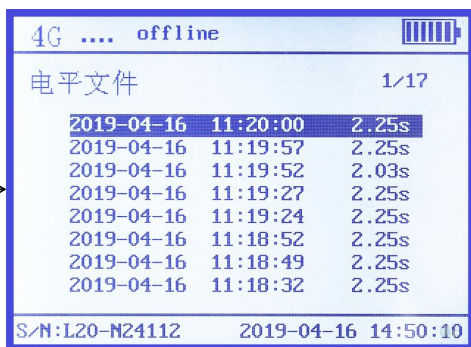 4G .... offline
电平文件 1/17
2019-04-16 11:20:00 2.25s
2019-04-16 11:19:57 2.25s
2019-04-16 11:19:52 2.03s
2019-04-16 11:19:27 2.25s
2019-04-16 11:19:24 2.25s
2019-04-16 11:18:52 2.25s
2019-04-16 11:18:49 2.25s
2019-04-16 11:18:32 2.25s
S/N:L20-N24112 2019-04-16 14:50:10